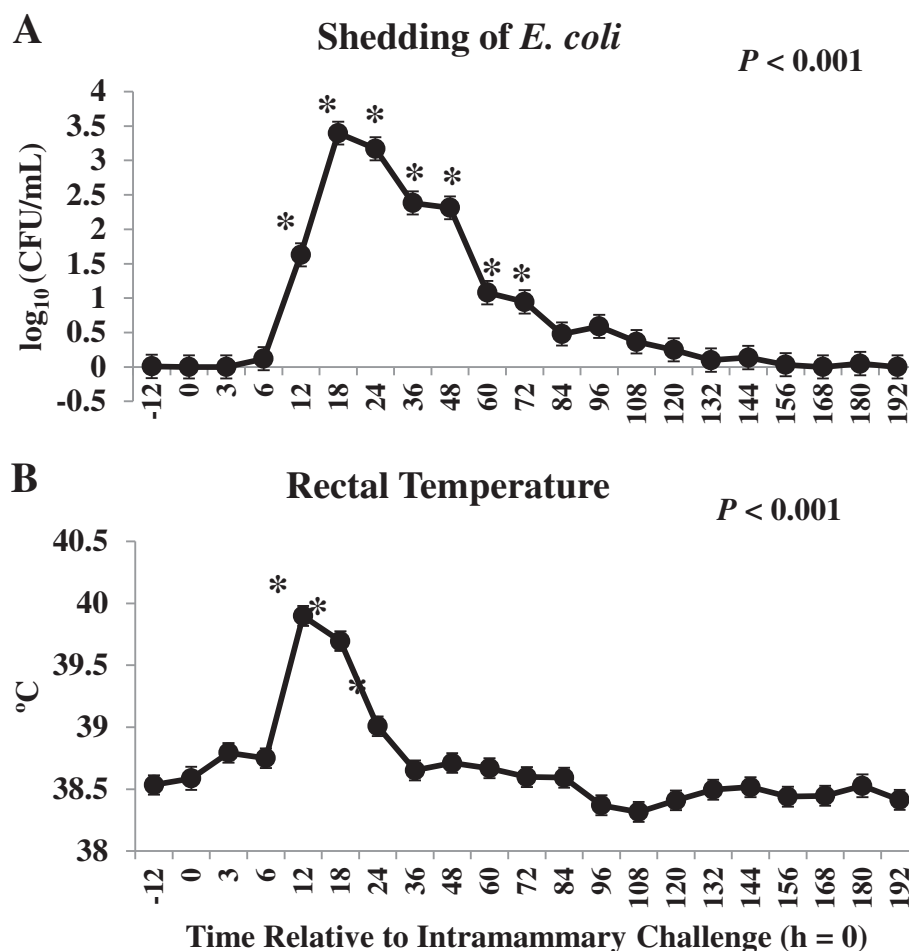 A
Shedding of E. coli
P < 0.001
4
3.5
3
2.5
2
1.5
1
0.5
0
-0.5
log₁₀ (CFU/mL)
* * * * * * *
-12 0 3 6 12 18 24 36 48 60 72 84 96 108 120 132 144 156 168 180 192
B
Rectal Temperature
P < 0.001
40.5
40
39.5
39
38.5
38
ºC
* * *
-12 0 3 6 12 18 24 36 48 60 72 84 96 108 120 132 144 156 168 180 192
Time Relative to Intramammary Challenge (h = 0)